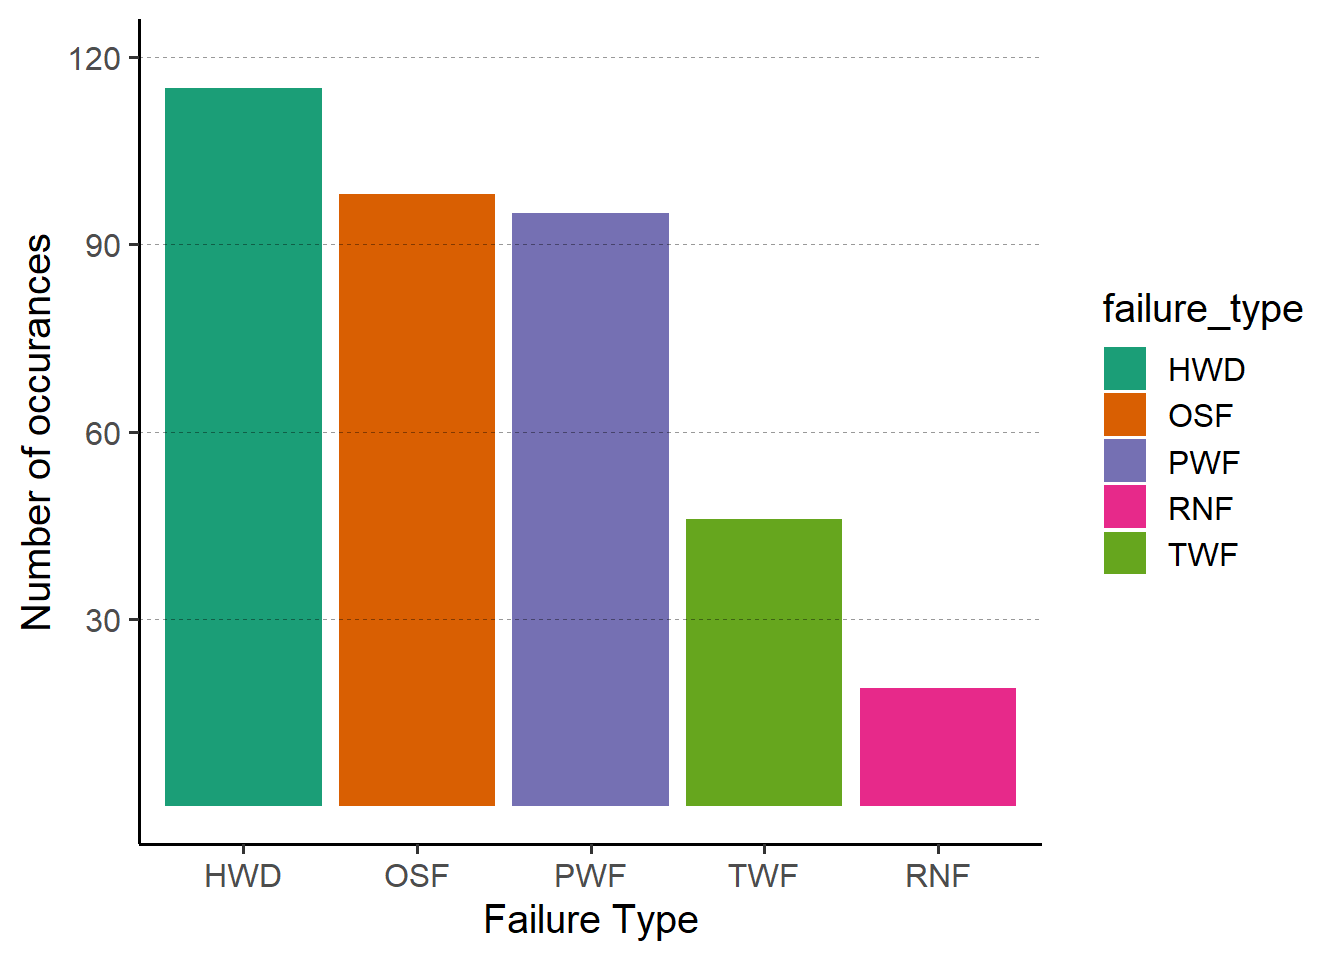 Number of occurances
120
90
60
30
HWD
OSF
PWF
TWF
RNF
Failure Type
failure_type
HWD
OSF
PWF
RNF
TWF